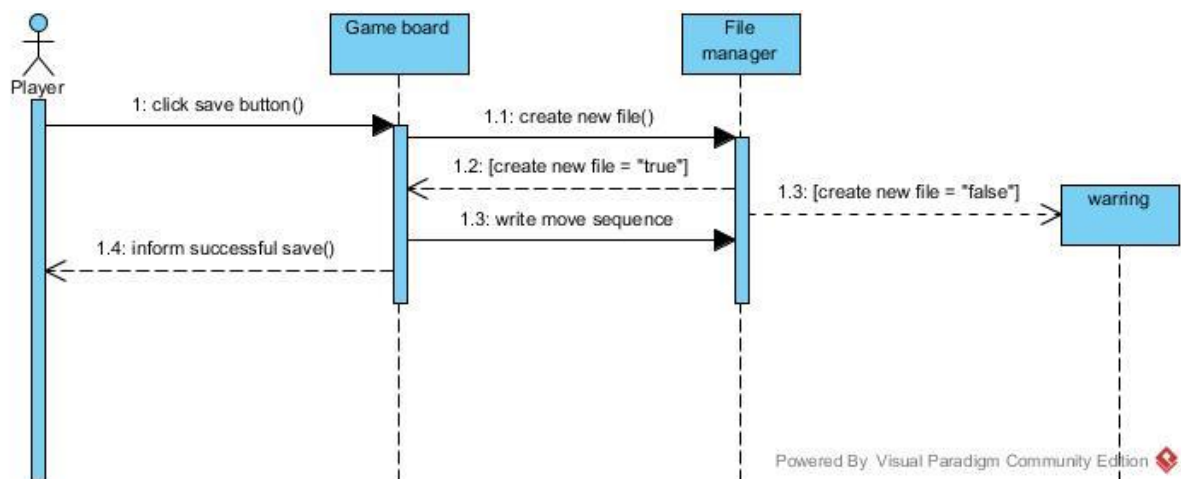 Game board
File
manager
Player
1: click save button()
1.1: create new file()
1.2: [create new file = "true"]
1.3: [create new file = "false"]
warring
1.3: write move sequence
1.4: inform successful save()
Powered By Visual Paradigm Community Edition